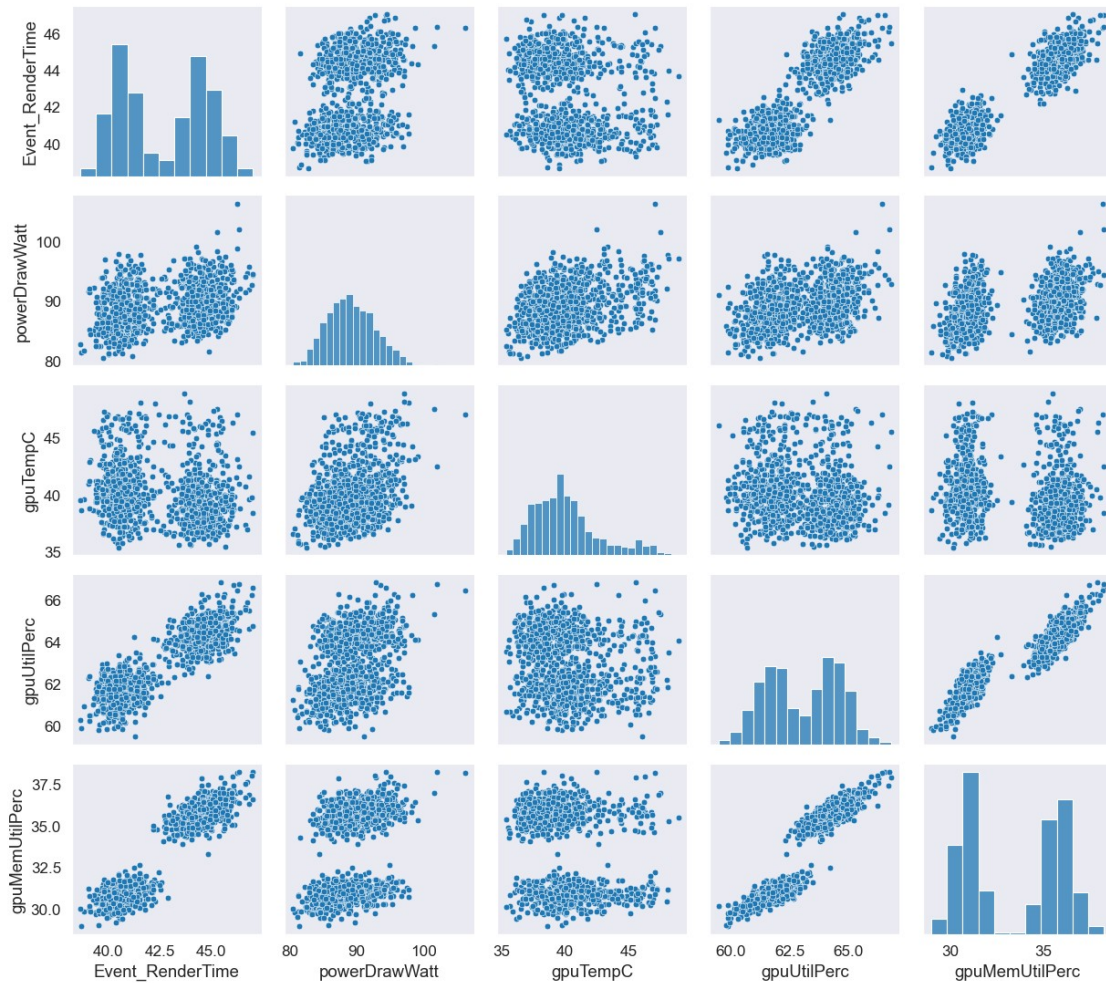 46
44
42
40
Event_RenderTime
100
90
80
powerDrawWatt
45
40
35
gpuTempC
66
64
62
60
gpuUtilPerc
37.5
35.0
32.5
30.0
gpuMemUtilPerc
40.0 42.5 45.0 80 90 100 35 40 45 60.0 62.5 65.0 30 35
Event_RenderTime powerDrawWatt gpuTempC gpuUtilPerc gpuMemUtilPerc